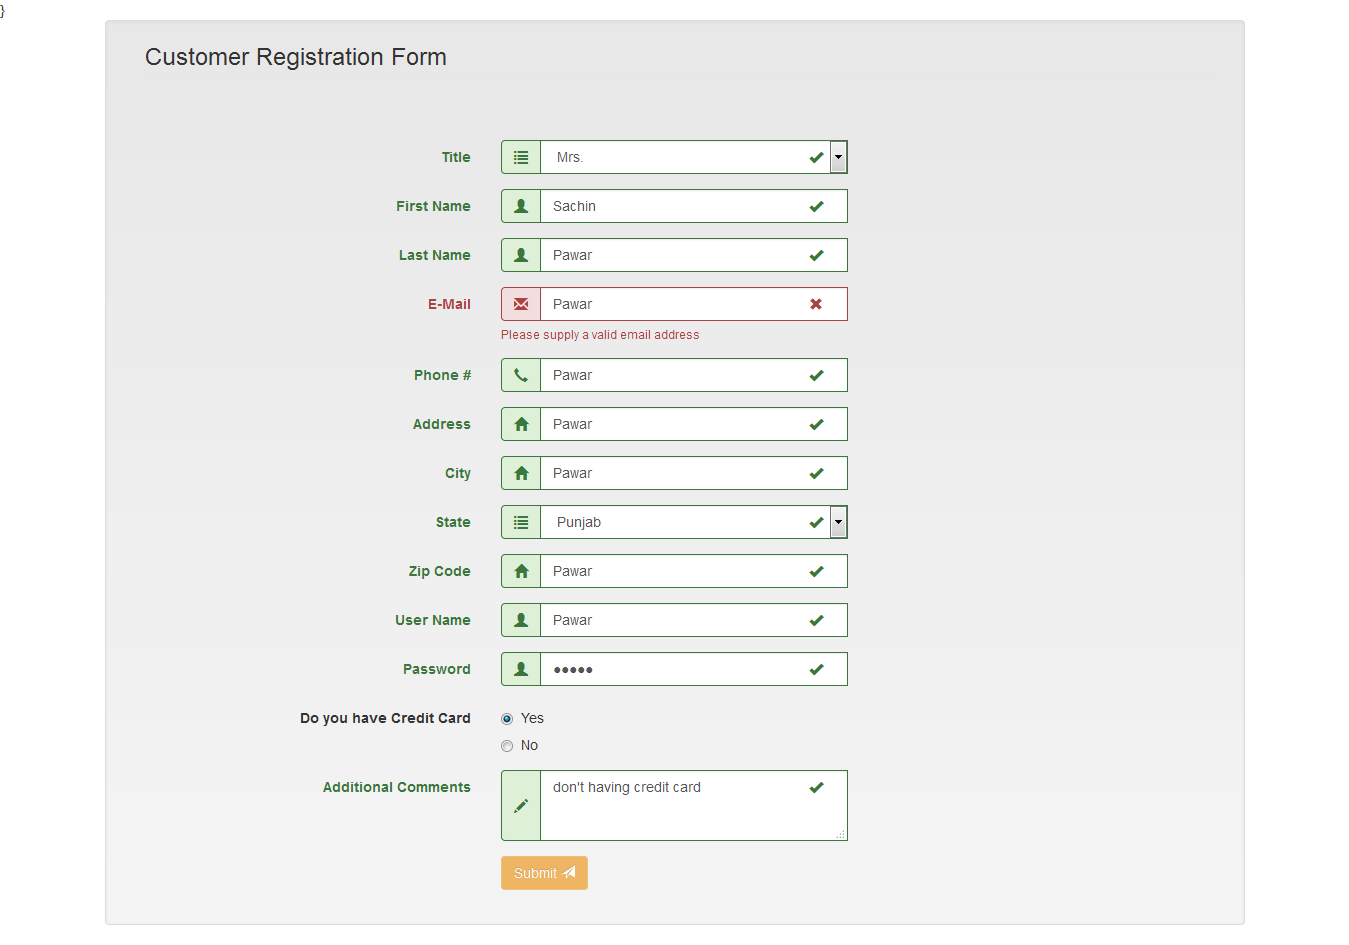 }
Customer Registration Form
Title Mrs.
First Name Sachin
Last Name Pawar
E-Mail Pawar
Please supply a valid email address
Phone # Pawar
Address Pawar
City Pawar
State Punjab
Zip Code Pawar
User Name Pawar
Password •••••
Do you have Credit Card Yes
No
Additional Comments don't having credit card
Submit